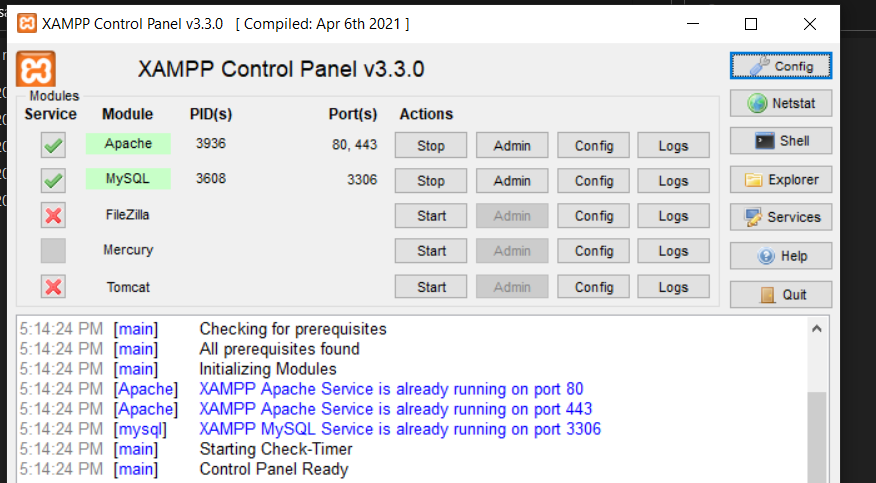 XAMPP Control Panel v3.3.0 [ Compiled: Apr 6th 2021 ]
XAMPP Control Panel v3.3.0
Config
Modules
Service Module PID(s) Port(s) Actions
Netstat
Apache 3936 80, 443 Stop Admin Config Logs
Shell
MySQL 3608 3306 Stop Admin Config Logs
Explorer
FileZilla Start Admin Config Logs
Services
Mercury Start Admin Config Logs
Help
Tomcat Start Admin Config Logs
Quit
5:14:24 PM [main] Checking for prerequisites
5:14:24 PM [main] All prerequisites found
5:14:24 PM [main] Initializing Modules
5:14:24 PM [Apache] XAMPP Apache Service is already running on port 80
5:14:24 PM [Apache] XAMPP Apache Service is already running on port 443
5:14:24 PM [mysql] XAMPP MySQL Service is already running on port 3306
5:14:24 PM [main] Starting Check-Timer
5:14:24 PM [main] Control Panel Ready